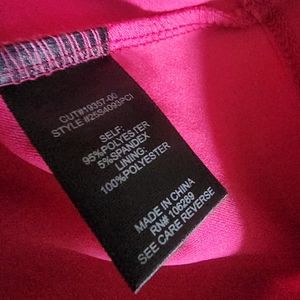 CUT#19357-00
STYLE #25S4093PCI
SELF:
95%POLYESTER
5%SPANDEX
LINING:
100%POLYESTER
MADE IN CHINA
RN# 106289
SEE CARE REVERSE